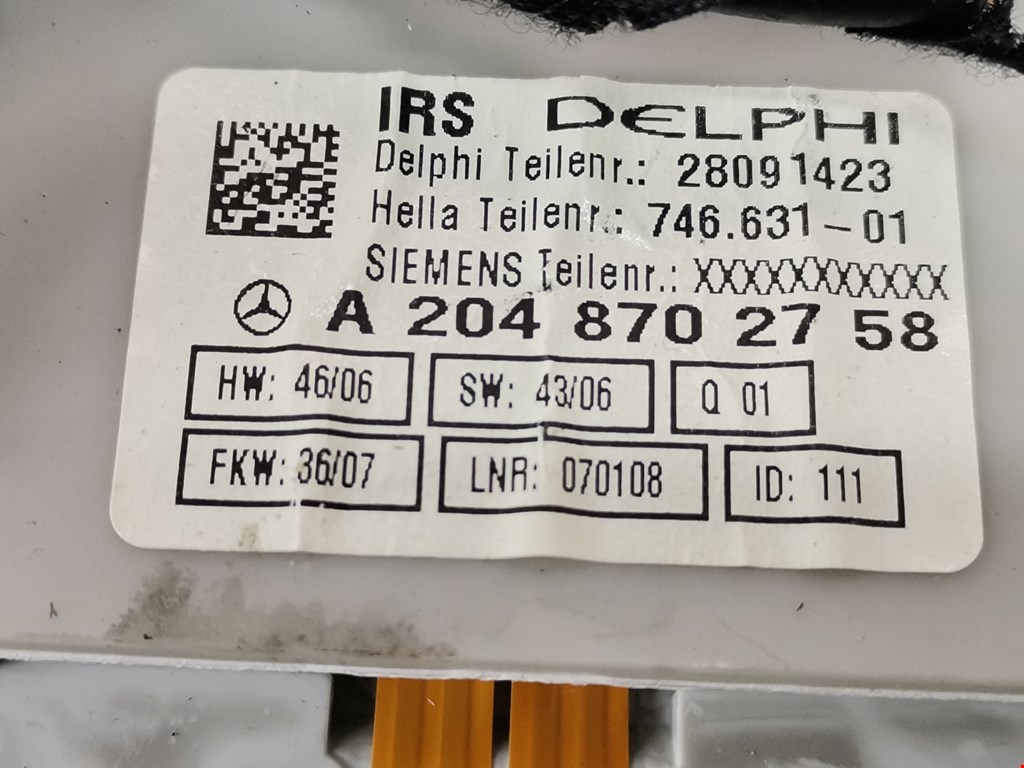 IRS DELPHI
Delphi Teilenr.: 28091423
Hella Teilenr.: 746.631-01
SIEMENS Teilenr.: XXXXXXXXXXX
A 204 870 27 58
HW: 46/06 SW: 43/06 Q 01
FKW: 36/07 LNR: 070108 ID: 111